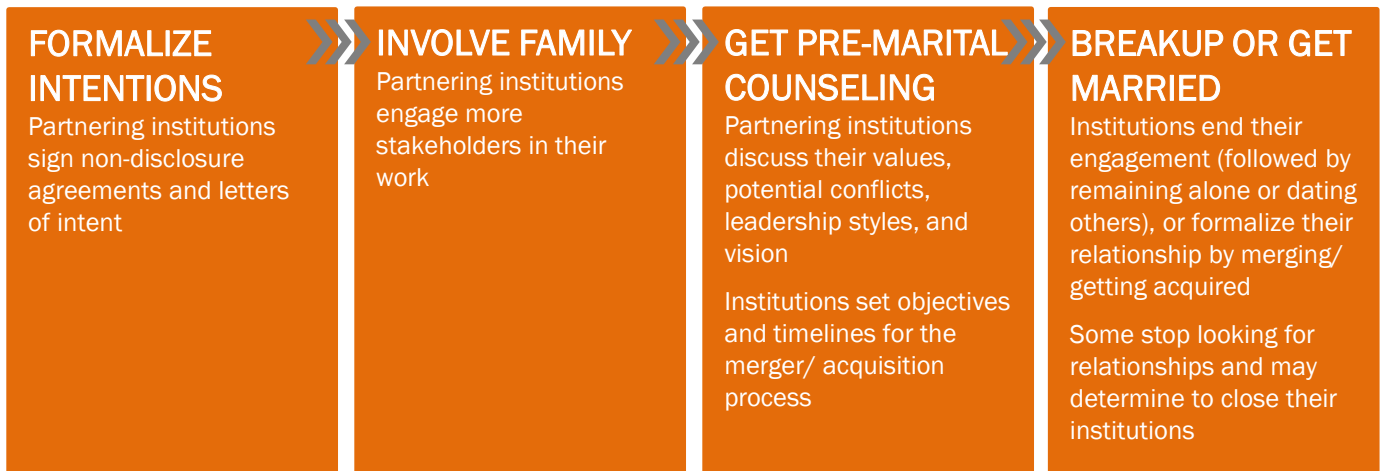 FORMALIZE
INTENTIONS
Partnering institutions
sign non-disclosure
agreements and letters
of intent
INVOLVE FAMILY
Partnering institutions
engage more
stakeholders in their
work
GET PRE-MARITAL
COUNSELING
Partnering institutions
discuss their values,
potential conflicts,
leadership styles, and
vision
Institutions set objectives
and timelines for the
merger/ acquisition
process
BREAKUP OR GET
MARRIED
Institutions end their
engagement (followed by
remaining alone or dating
others), or formalize their
relationship by merging/
getting acquired
Some stop looking for
relationships and may
determine to close their
institutions